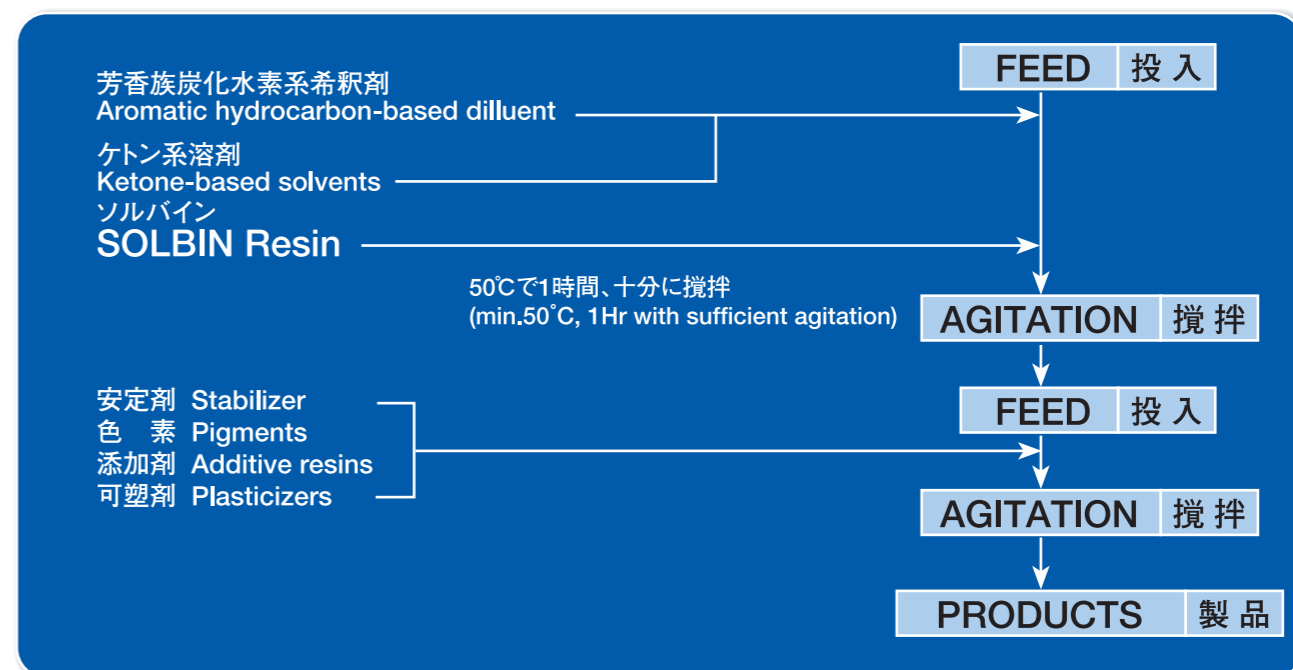 FEED 投入
芳香族炭化水素系希釈剤
Aromatic hydrocarbon-based dilluent
ケトン系溶剤
Ketone-based solvents
ソルバイン
SOLBIN Resin
50℃で1時間、十分に撹拌
(min.50˚C, 1Hr with sufficient agitation)
AGITATION 撹拌
FEED 投入
安定剤 Stabilizer
色 素 Pigments
添加剤 Additive resins
可塑剤 Plasticizers
AGITATION 撹拌
PRODUCTS 製品